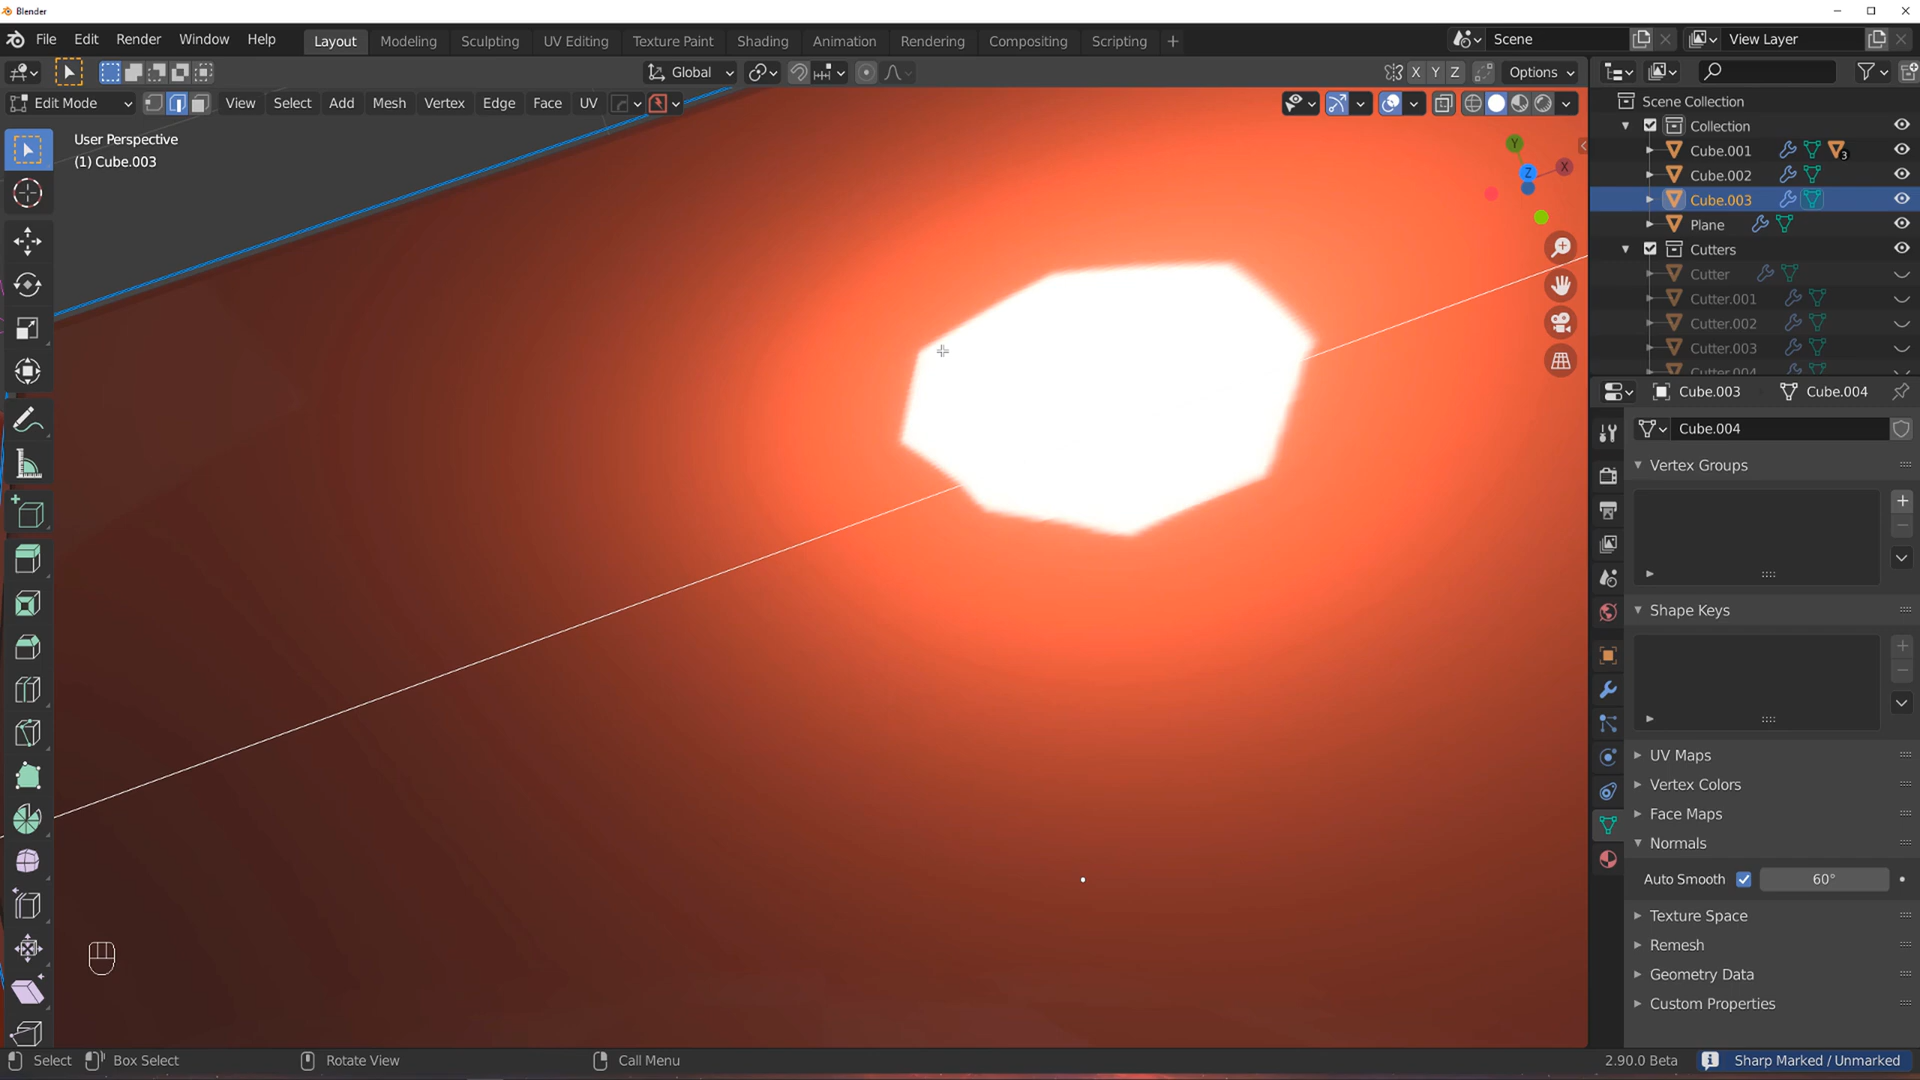 Blender
File Edit Render Window Help Layout Modeling Sculpting UV Editing Texture Paint Shading Animation Rendering Compositing Scripting + Scene View Layer
Global X Y Z Options
Edit Mode View Select Add Mesh Vertex Edge Face UV
User Perspective
(1) Cube.003
Y
X
Z
Scene Collection
Collection
Cube.001 3
Cube.002
Cube.003
Plane
Cutters
Cutter
Cutter.001
Cutter.002
Cutter.003
Cutter.004
Cube.003 Cube.004
Cube.004
Vertex Groups
Shape Keys
UV Maps
Vertex Colors
Face Maps
Normals
Auto Smooth 60°
Texture Space
Remesh
Geometry Data
Custom Properties
Select Box Select Rotate View Call Menu 2.90.0 Beta Sharp Marked / Unmarked